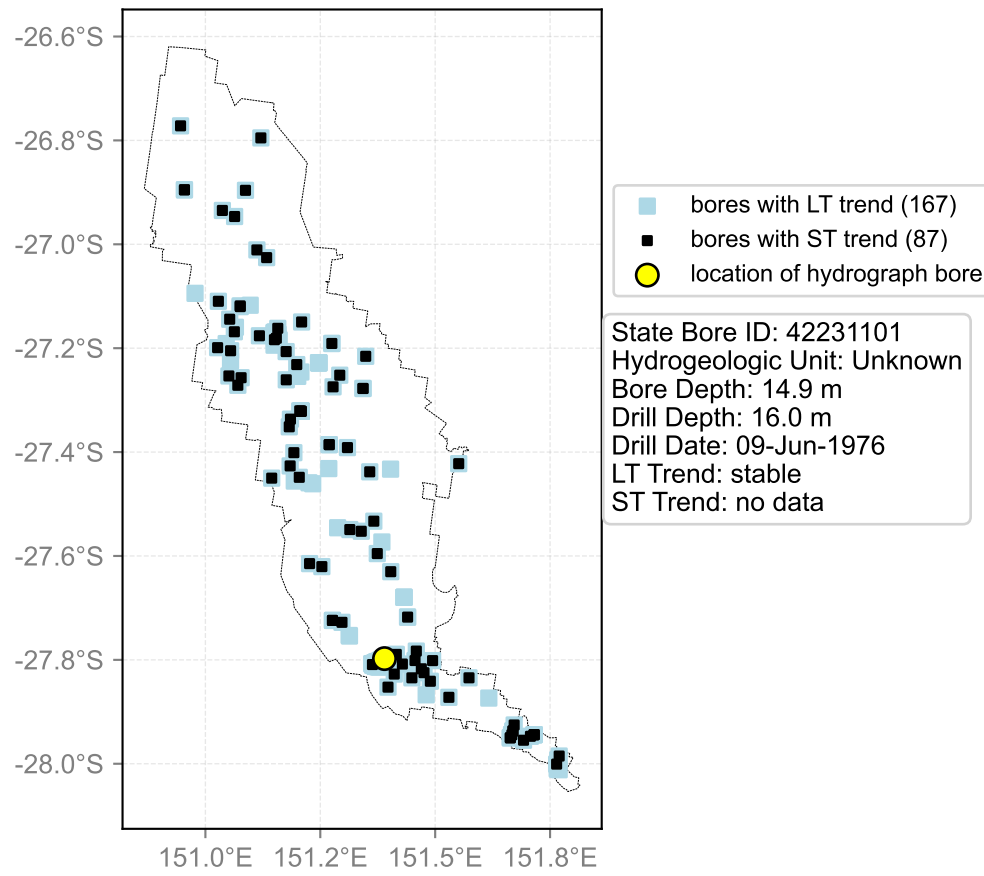 -26.6°S
-26.8°S
-27.0°S
-27.2°S
-27.4°S
-27.6°S
-27.8°S
-28.0°S
151.0°E
151.2°E
151.5°E
151.8°E
bores with LT trend (167)
bores with ST trend (87)
location of hydrograph bore
State Bore ID: 42231101
Hydrogeologic Unit: Unknown
Bore Depth: 14.9 m
Drill Depth: 16.0 m
Drill Date: 09-Jun-1976
LT Trend: stable
ST Trend: no data